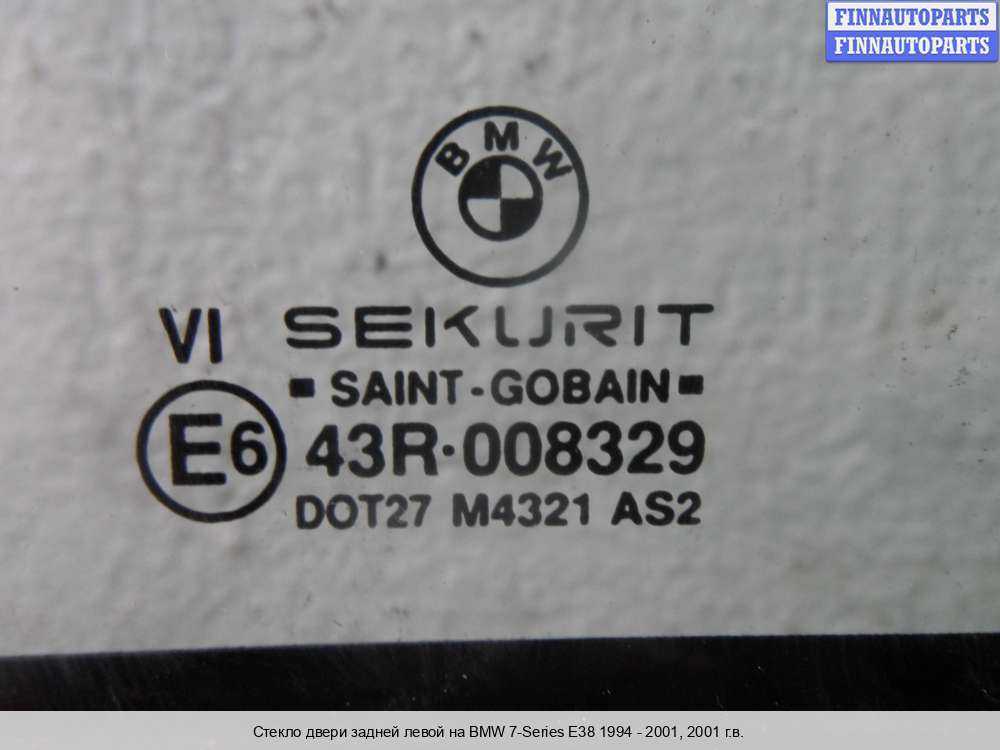 FINNAUTOPARTS
FINNAUTOPARTS
BMW
VI SEKURIT
SAINT-GOBAIN
E6 43R·008329
DOT27 M4321 AS2
Стекло двери задней левой на BMW 7-Series E38 1994 - 2001, 2001 г.в.